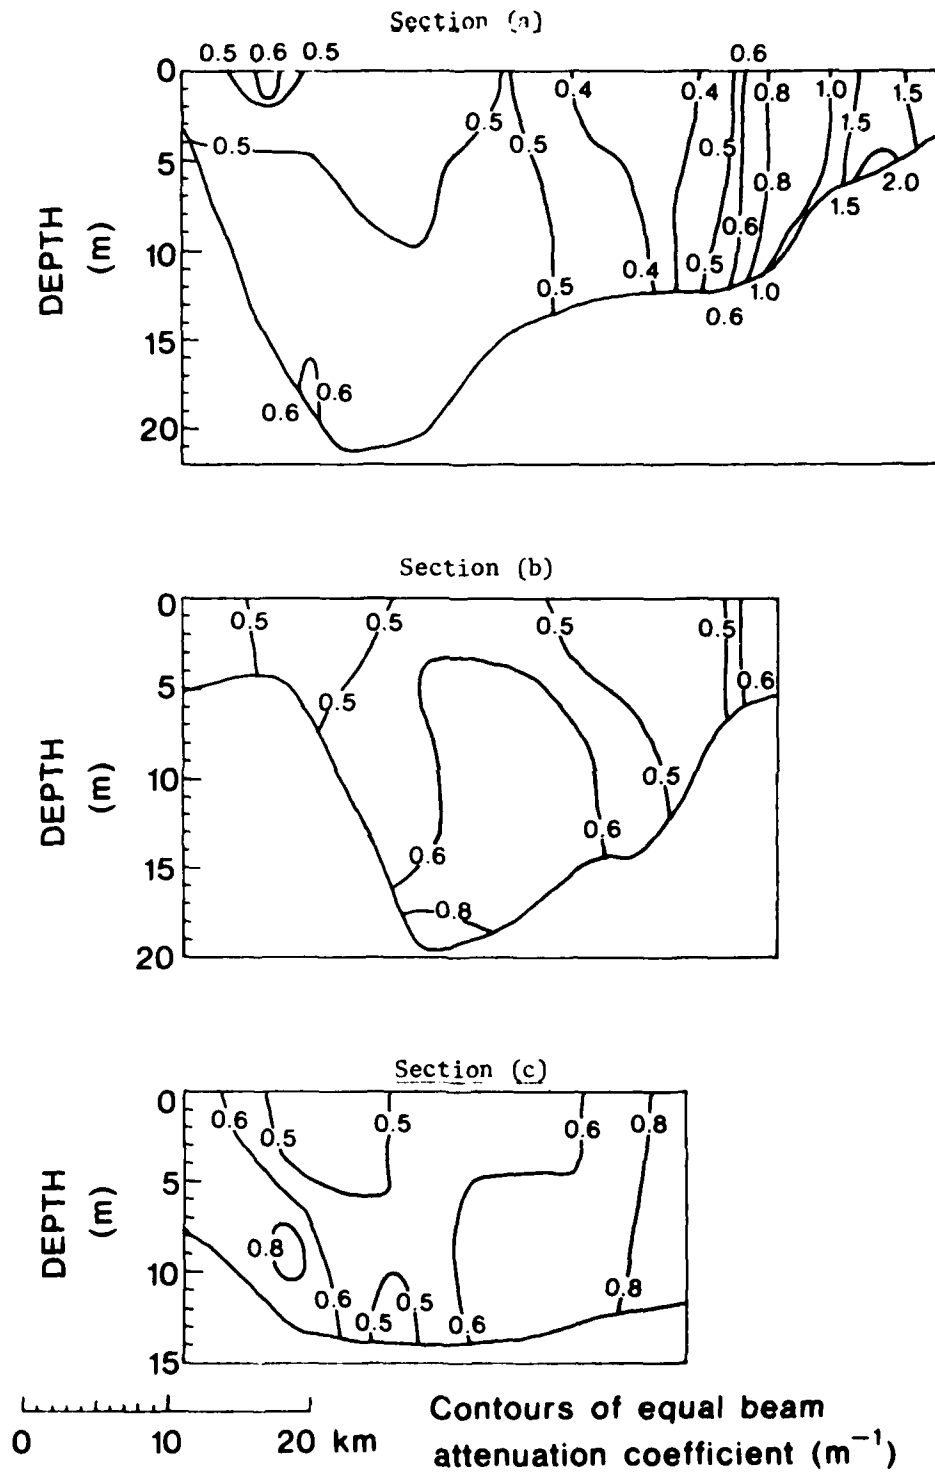 Section (a)
0.5 0.6 0.5 0.6
0
0.4 0.4 0.8 1.0 1.5
0.5 0.5 0.5 1.5
5
0.5 0.8 2.0
0.6 1.5
10
0.4 0.5
0.5 1.0
0.6
15
0.6 0.6
20
DEPTH
(m)
Section (b)
0
0.5 0.5 0.5 0.5
5
0.5 0.6
10
0.5
0.6
15
0.6
0.8
20
DEPTH
(m)
Section (c)
0
0.6 0.5 0.5 0.6 0.8
5
0.8
10
0.6 0.5 0.5 0.6 0.8
15
DEPTH
(m)
0 10 20 km
Contours of equal beam
attenuation coefficient (m⁻¹)